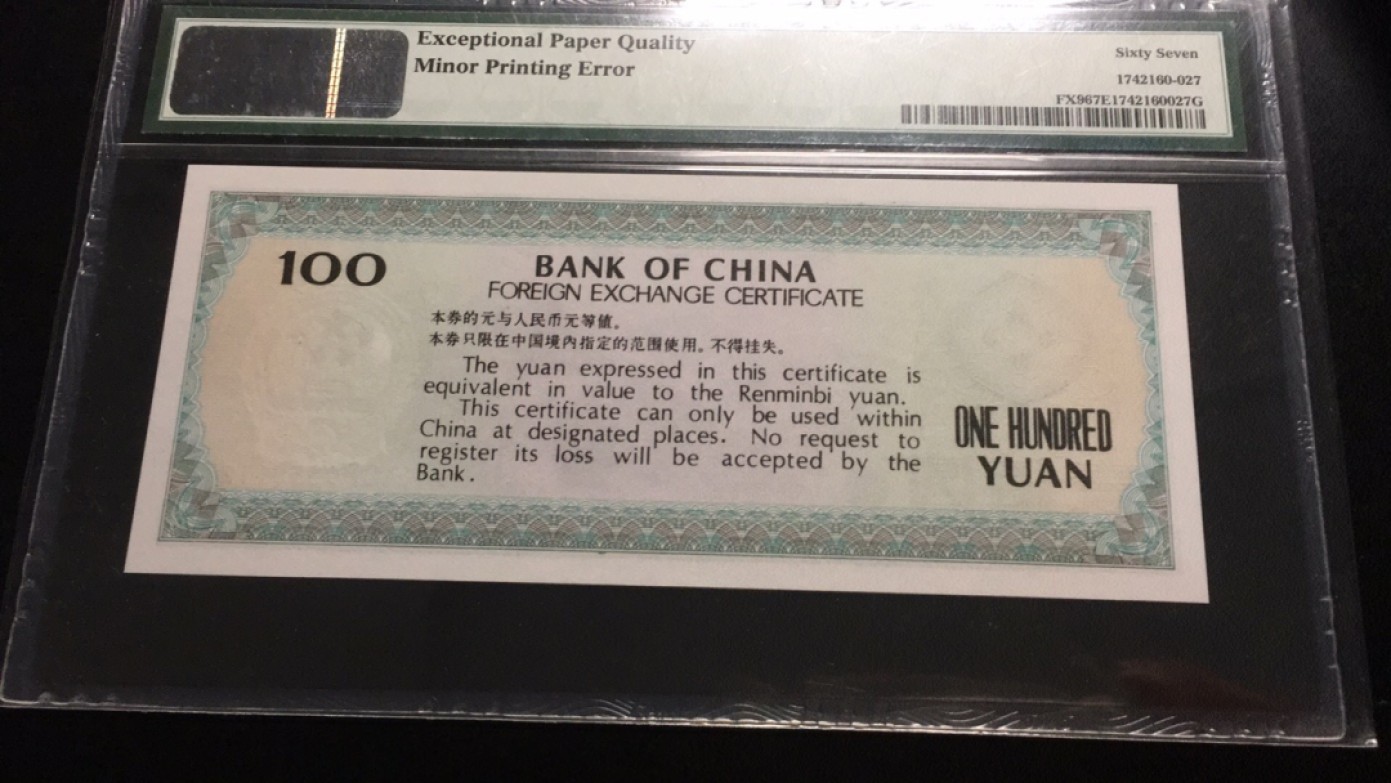 Exceptional Paper Quality
Minor Printing Error
Sixty Seven
1742160-027
FX967E1742160027G
100
BANK OF CHINA
FOREIGN EXCHANGE CERTIFICATE
本券的元与人民币元等值。
本券只限在中国境内指定的范围使用。不得挂失。
The yuan expressed in this certificate is
equivalent in value to the Renminbi yuan.
This certificate can only be used within
China at designated places. No request to
register its loss will be accepted by the
Bank.
ONE HUNDRED
YUAN